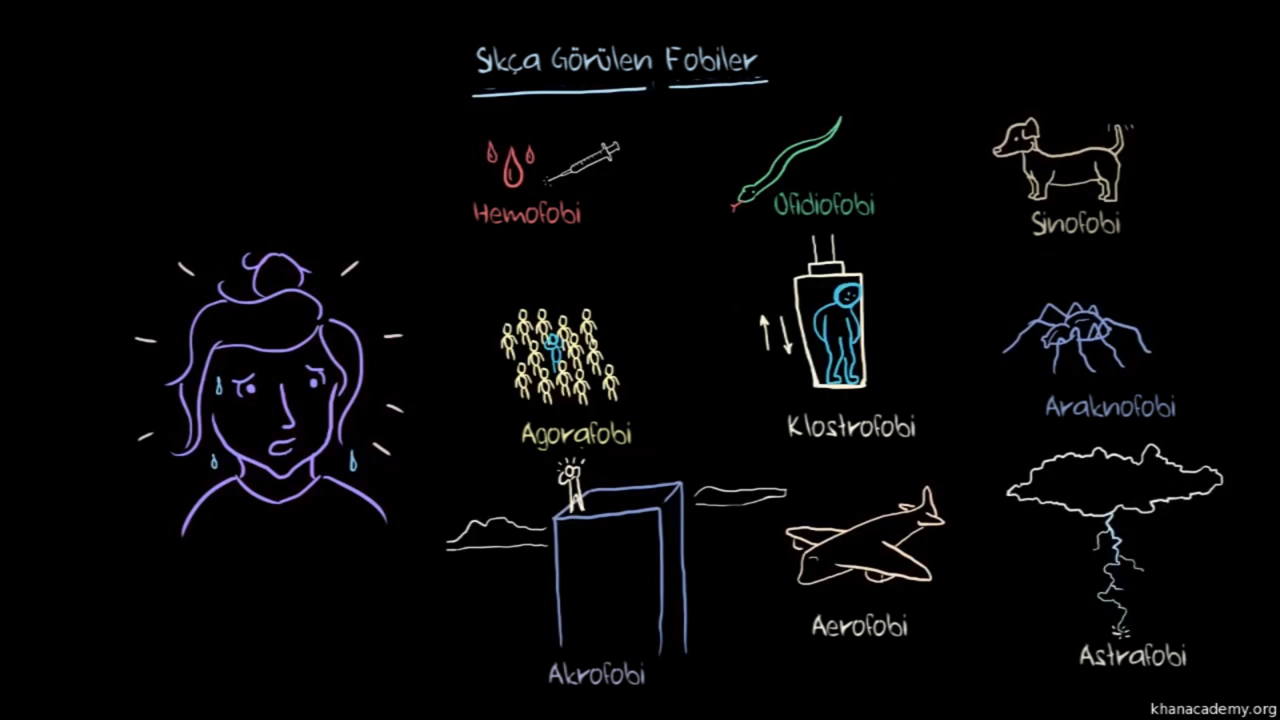 Sıkça Görülen Fobiler
Hemofobi
Ofidiofobi
Sinofobi
Agorafobi
Klostrofobi
Araknofobi
Akrofobi
Aerofobi
Astrafobi
khanacademy.org